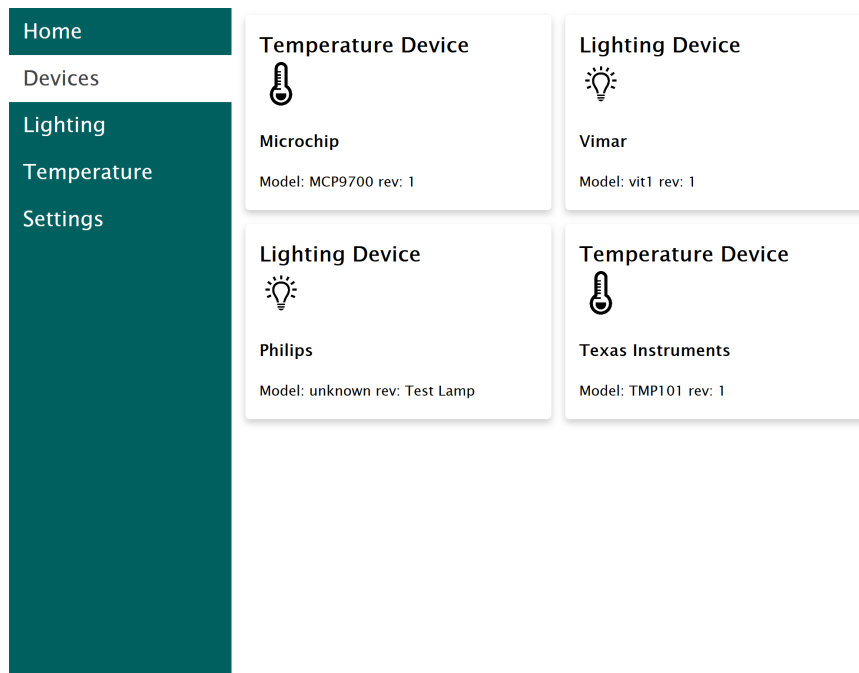 Home
Devices
Lighting
Temperature
Settings
Temperature Device
Microchip
Model: MCP9700 rev: 1
Lighting Device
Vimar
Model: vit1 rev: 1
Lighting Device
Philips
Model: unknown rev: Test Lamp
Temperature Device
Texas Instruments
Model: TMP101 rev: 1